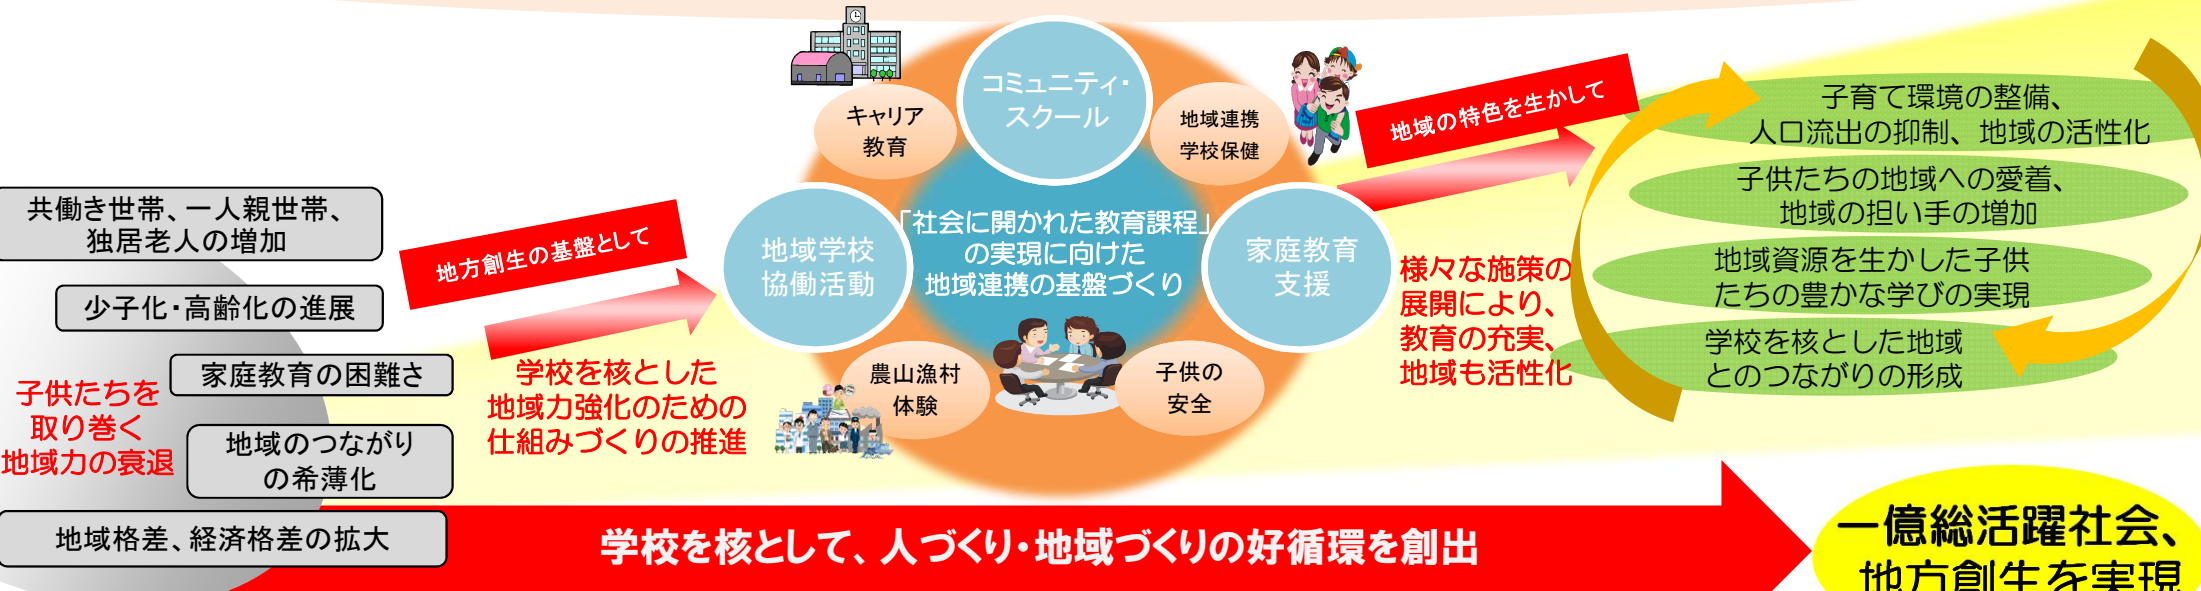 共働き世帯、一人親世帯、
独居老人の増加
少子化・高齢化の進展
家庭教育の困難さ
子供たちを
取り巻く
地域力の衰退
地域のつながり
の希薄化
地域格差、経済格差の拡大
地方創生の基盤として
学校を核とした
地域力強化のための
仕組みづくりの推進
コミュニティ・
スクール
キャリア
教育
地域連携
学校保健
地域学校
協働活動
「社会に開かれた教育課程」
の実現に向けた
地域連携の基盤づくり
家庭教育
支援
農山漁村
体験
子供の
安全
地域の特色を生かして
様々な施策の
展開により、
教育の充実、
地域も活性化
子育て環境の整備、
人口流出の抑制、地域の活性化
子供たちの地域への愛着、
地域の担い手の増加
地域資源を生かした子供
たちの豊かな学びの実現
学校を核とした地域
とのつながりの形成
学校を核として、人づくり・地域づくりの好循環を創出
一億総活躍社会、
地方創生を実現